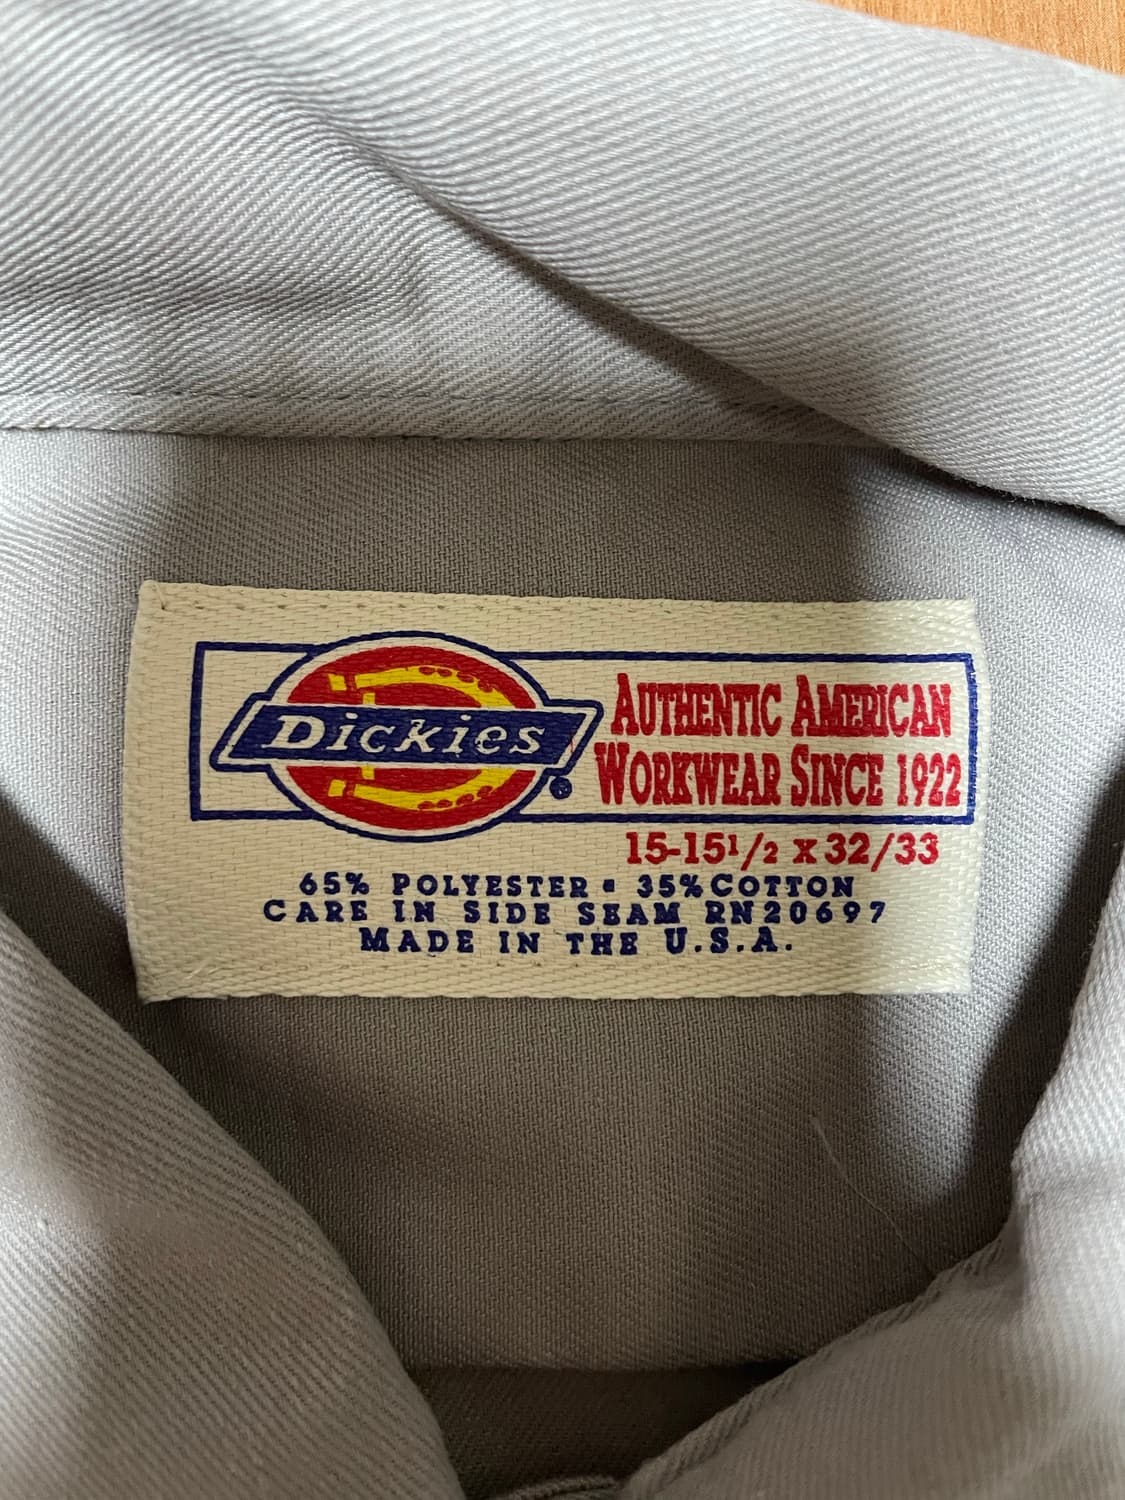 Dickies®
AUTHENTIC AMERICAN
WORKWEAR SINCE 1922
15-15 1/2 x 32/33
65% POLYESTER ▪ 35% COTTON
CARE IN SIDE SEAM RN20697
MADE IN THE U.S.A.